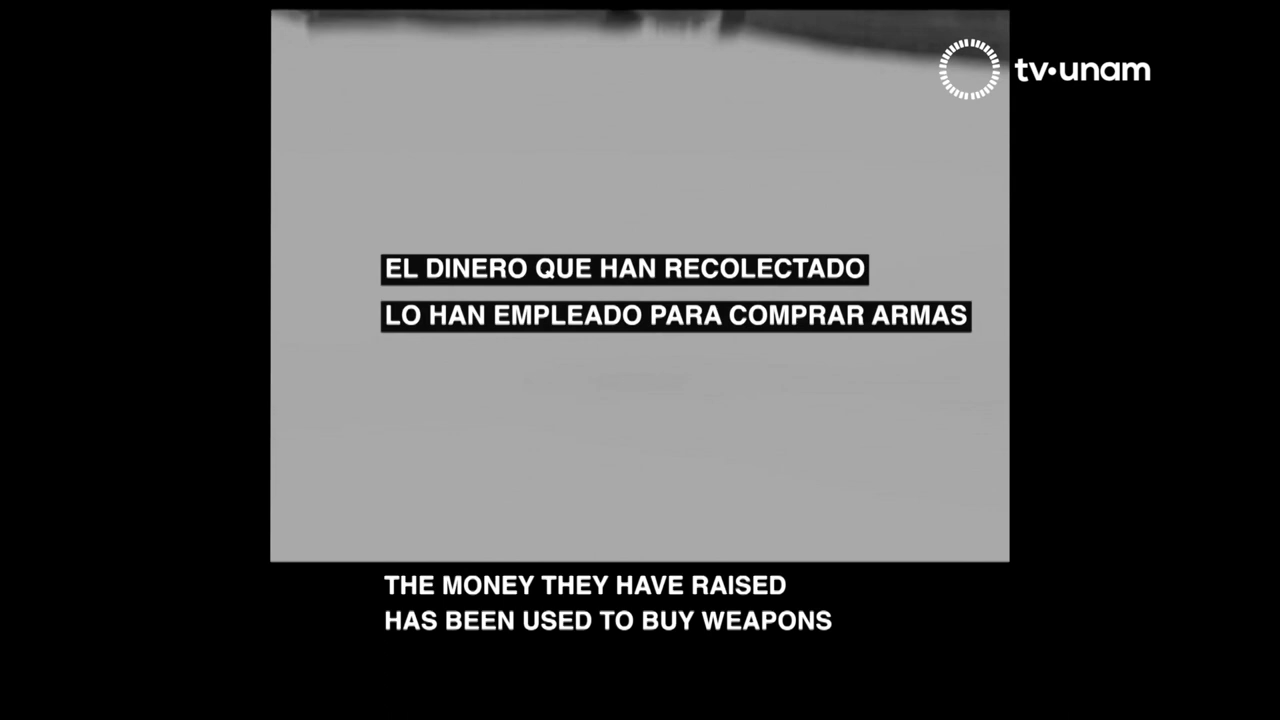 tv·unam
EL DINERO QUE HAN RECOLECTADO
LO HAN EMPLEADO PARA COMPRAR ARMAS
THE MONEY THEY HAVE RAISED
HAS BEEN USED TO BUY WEAPONS